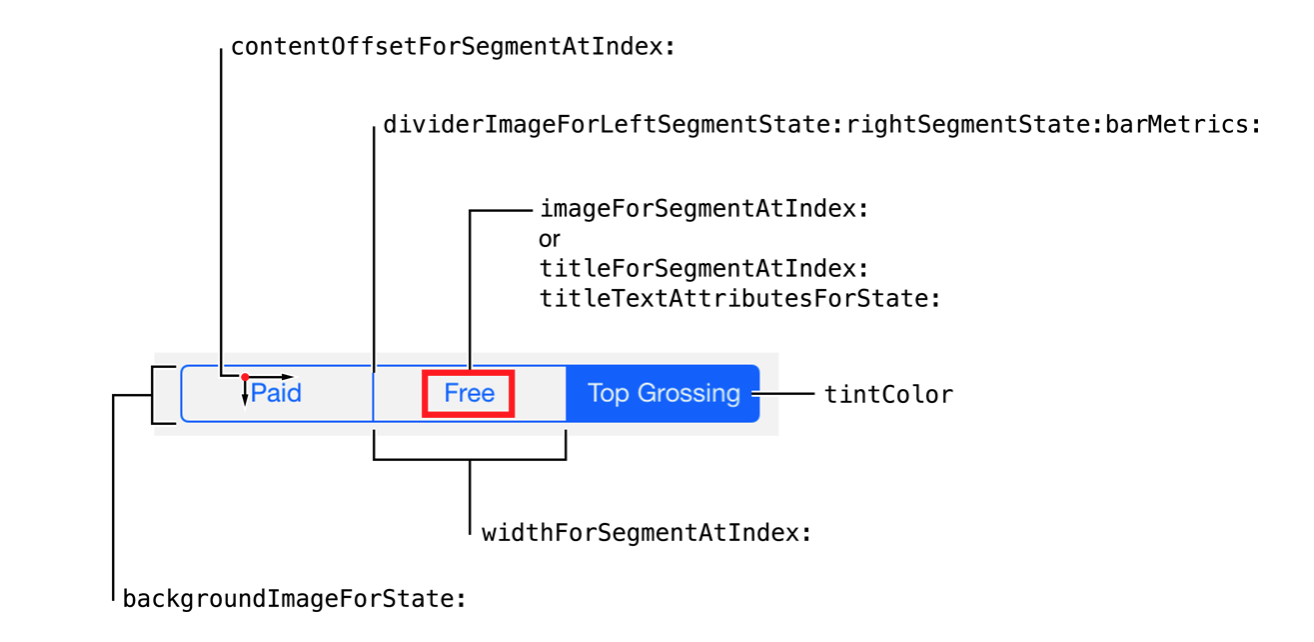 contentOffsetForSegmentAtIndex:
dividerImageForLeftSegmentState:rightSegmentState:barMetrics:
imageForSegmentAtIndex:
or
titleForSegmentAtIndex:
titleTextAttributesForState:
Paid Free Top Grossing tintColor
widthForSegmentAtIndex:
backgroundImageForState: